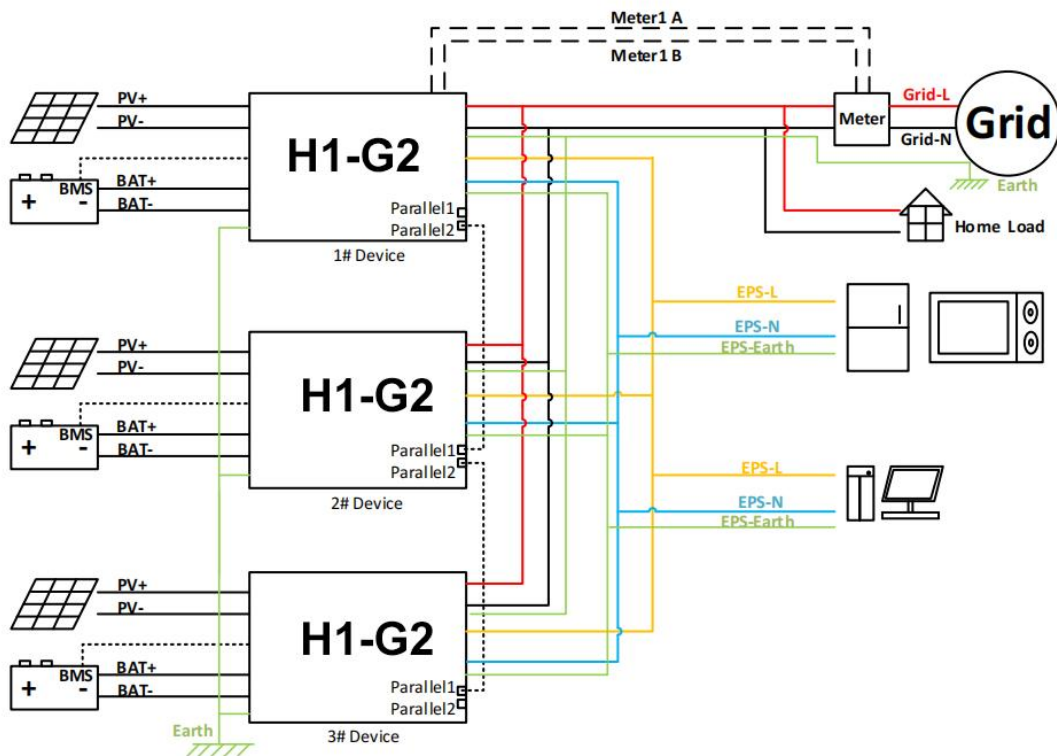 Meter1 A
Meter1 B
PV+
PV-
BMS
+
-
BAT+
BAT-
H1-G2
Parallel1
Parallel2
1# Device
Meter
Grid-L
Grid-N
Grid
Earth
Home Load
EPS-L
EPS-N
EPS-Earth
PV+
PV-
BMS
+
-
BAT+
BAT-
H1-G2
Parallel1
Parallel2
2# Device
EPS-L
EPS-N
EPS-Earth
PV+
PV-
BMS
+
-
BAT+
BAT-
H1-G2
Parallel1
Parallel2
3# Device
Earth